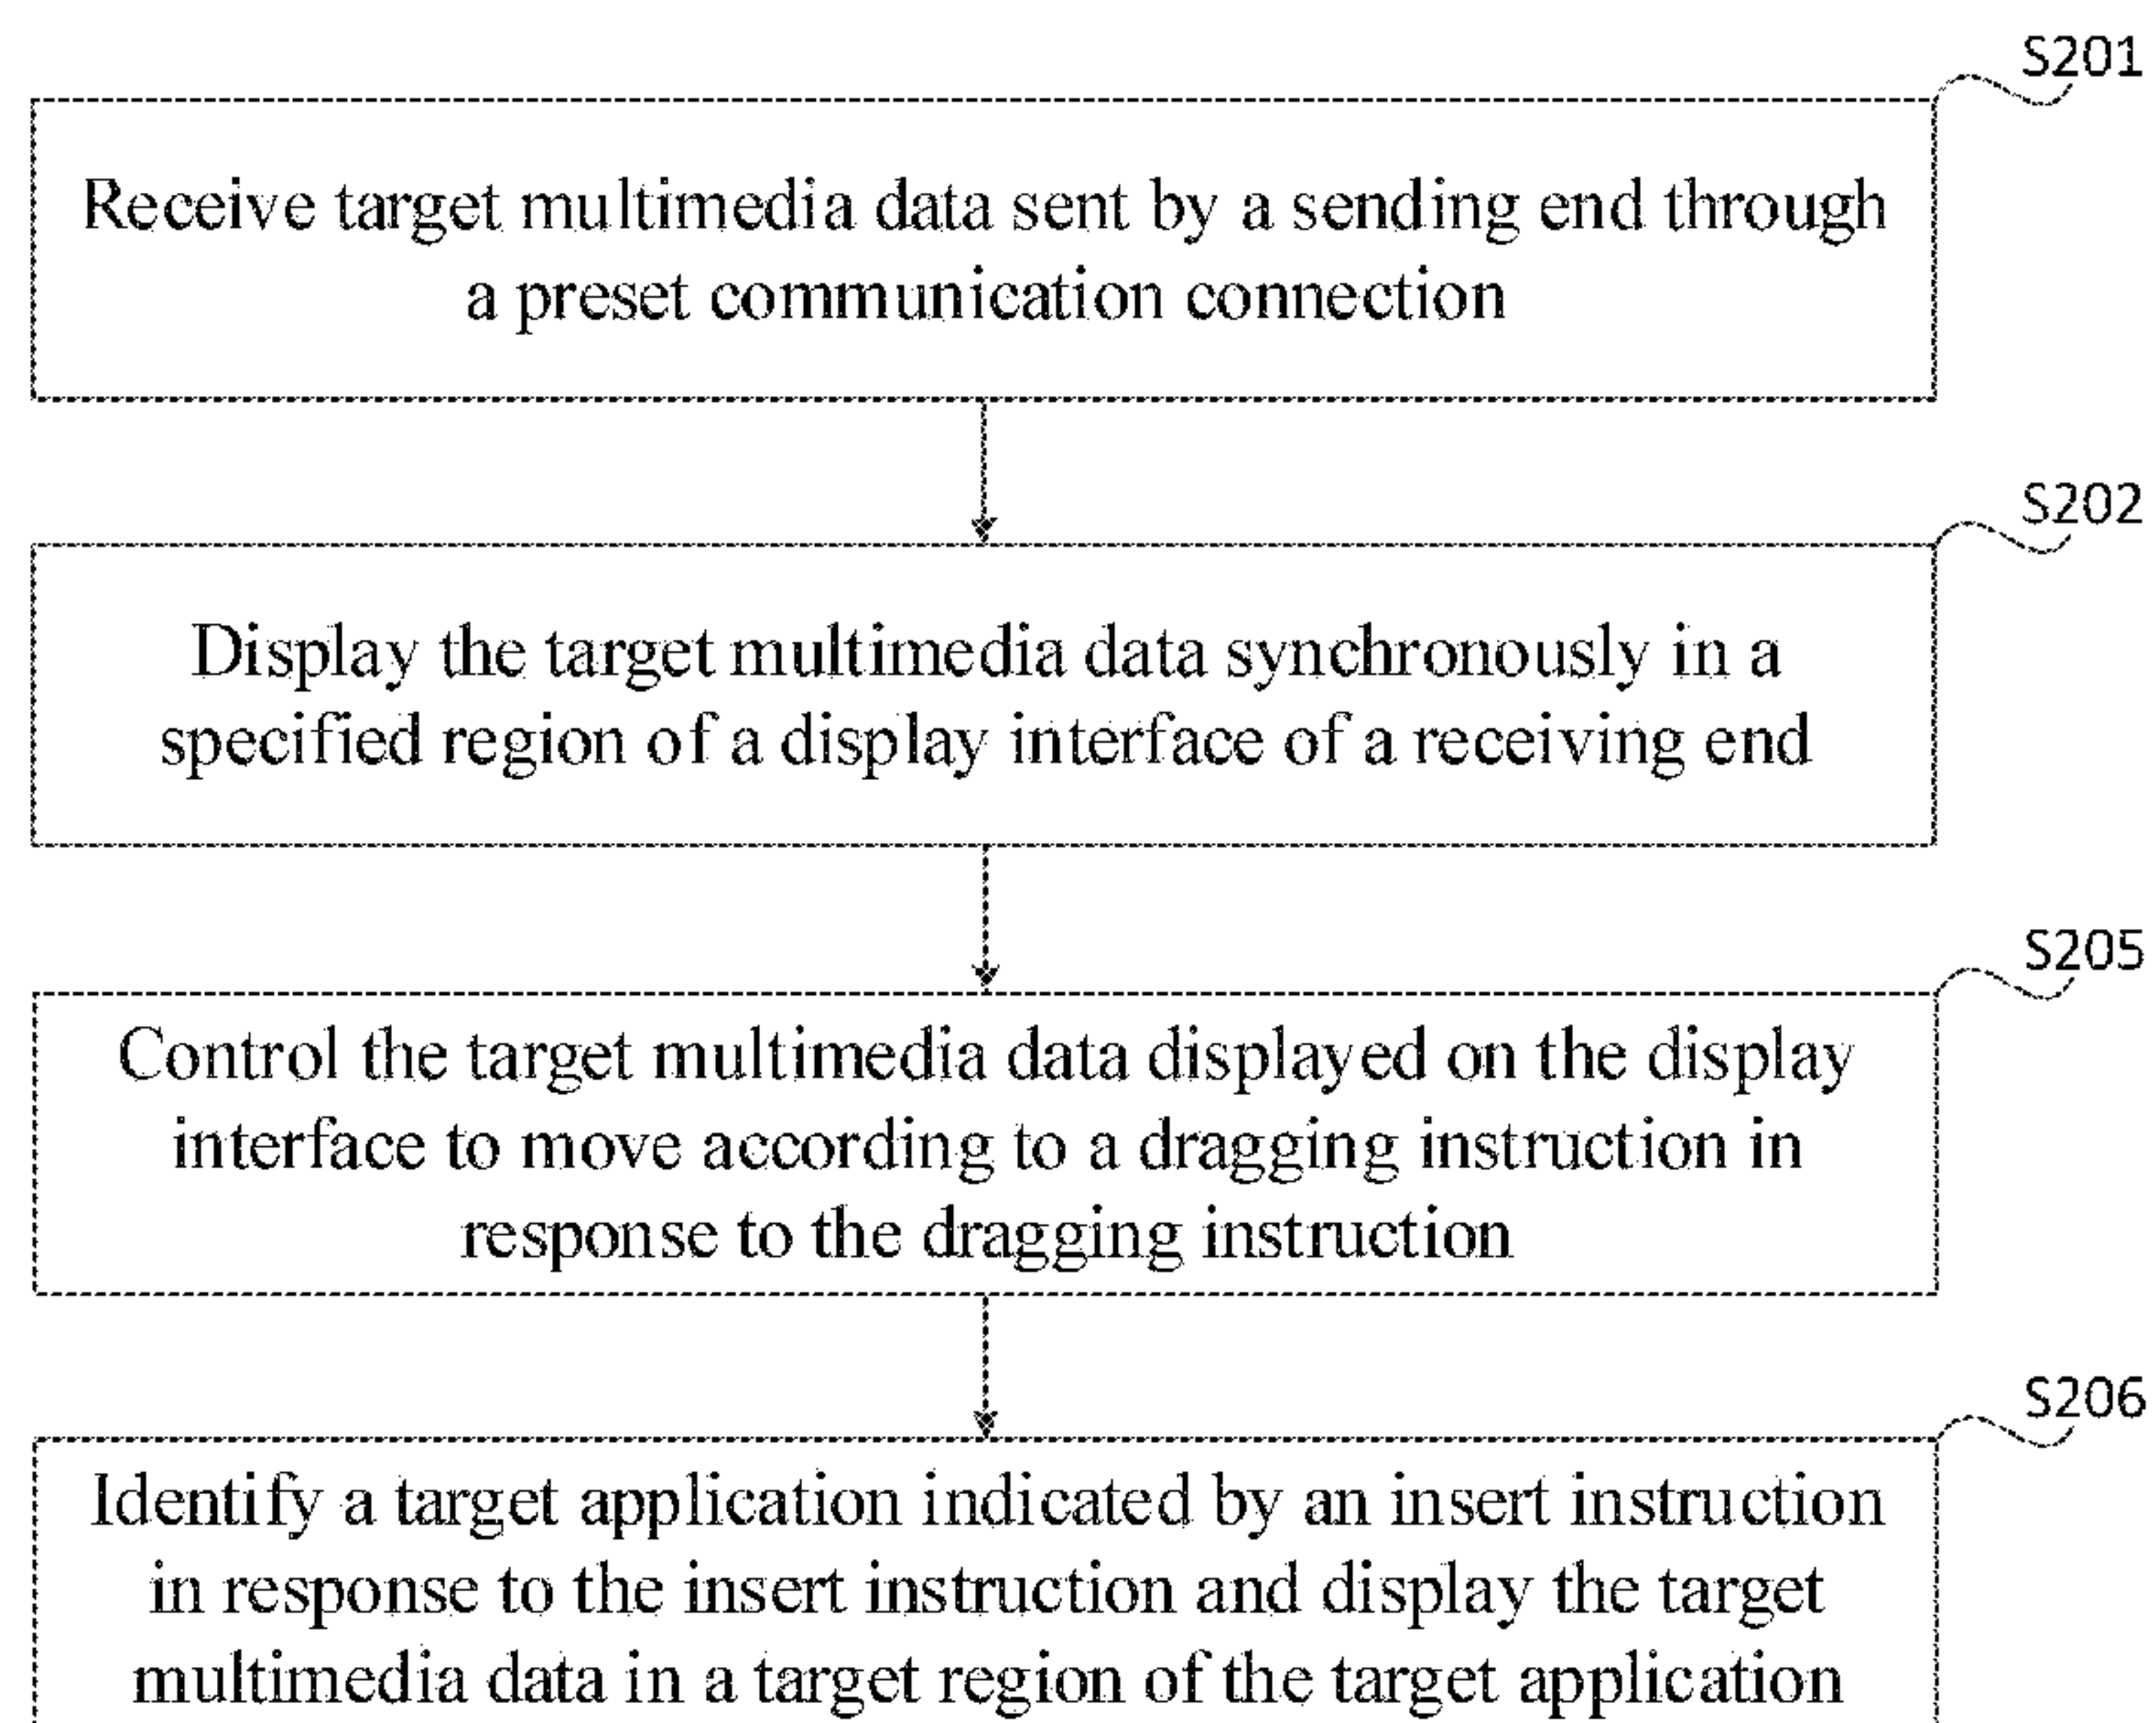 S201
Receive target multimedia data sent by a sending end through
a preset communication connection
S202
Display the target multimedia data synchronously in a
specified region of a display interface of a receiving end
S205
Control the target multimedia data displayed on the display
interface to move according to a dragging instruction in
response to the dragging instruction
S206
Identify a target application indicated by an insert instruction
in response to the insert instruction and display the target
multimedia data in a target region of the target application